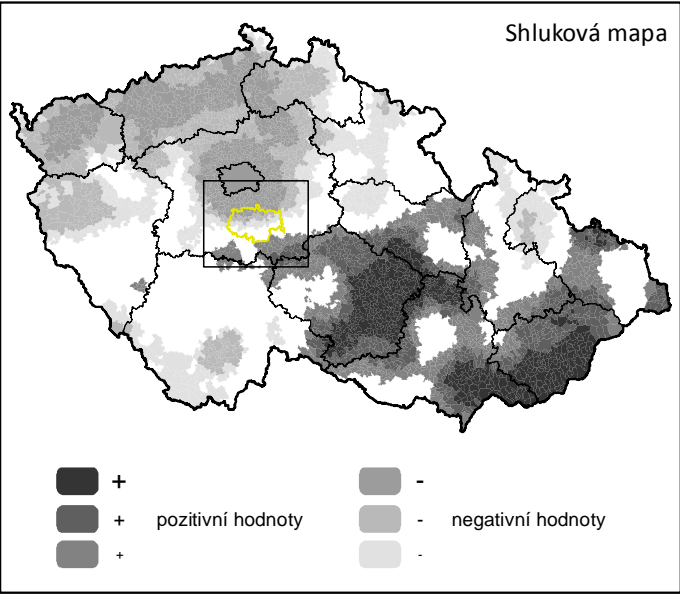 Shluková mapa
+ -
+ pozitivní hodnoty - negativní hodnoty
+ -